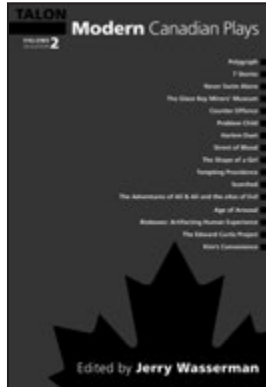 TALON
Modern Canadian Plays
VOLUME 2
Polygraph
7 Stories
Never Swim Alone
The Glace Bay Miners' Museum
Counter Offence
Problem Child
Harlem Duet
Street of Blood
The Shape of a Girl
Tempting Providence
Scorched
The Adventures of Ali & Ali and the aXes of Evil
Age of Arousal
BioBoxes: Artifacting Human Experience
The Edward Curtis Project
Kim's Convenience
Edited by Jerry Wasserman